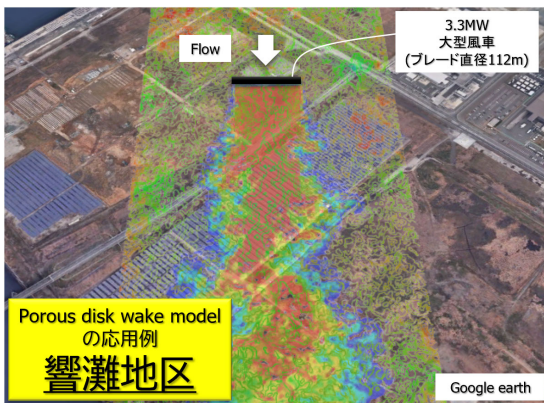 Flow
3.3MW
大型風車
(ブレード直径112m)
Porous disk wake model
の応用例
響灘地区
Google earth